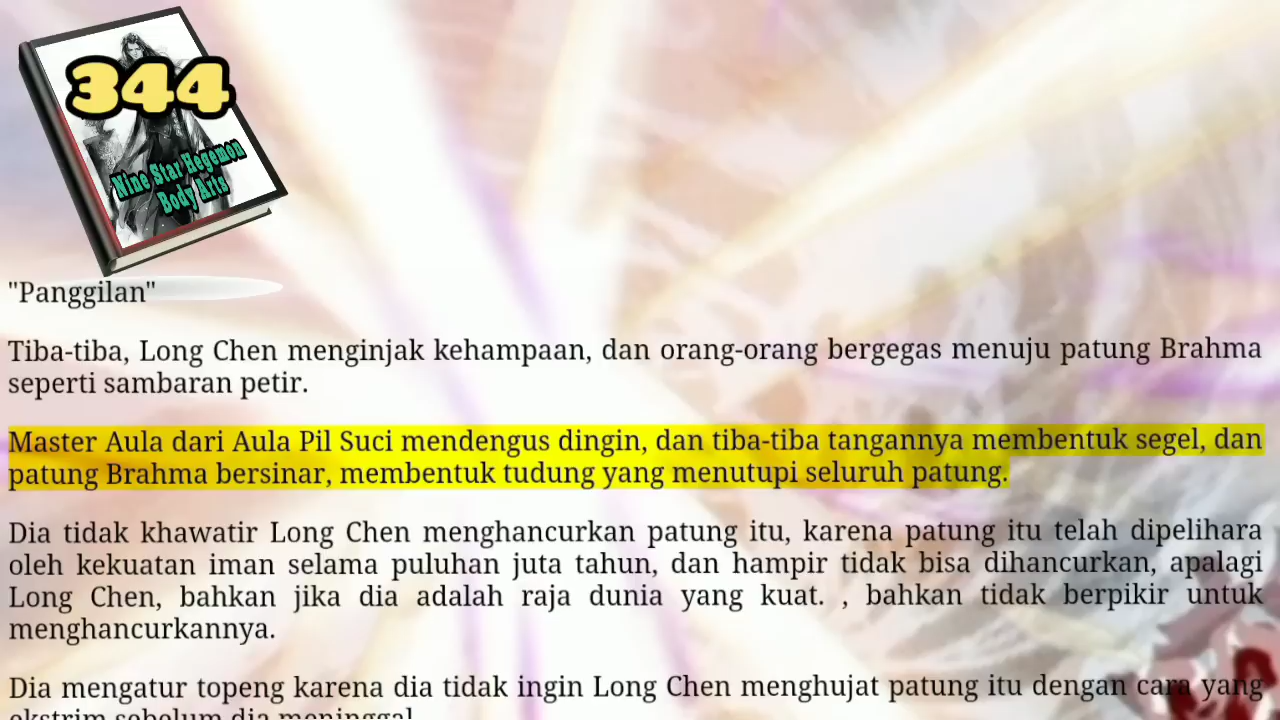 344
Nine Star Hegemon
Body Arts
"Panggilan"
Tiba-tiba, Long Chen menginjak kehampaan, dan orang-orang bergegas menuju patung Brahma
seperti sambaran petir.
Master Aula dari Aula Pil Suci mendengus dingin, dan tiba-tiba tangannya membentuk segel, dan
patung Brahma bersinar, membentuk tudung yang menutupi seluruh patung.
Dia tidak khawatir Long Chen menghancurkan patung itu, karena patung itu telah dipelihara
oleh kekuatan iman selama puluhan juta tahun, dan hampir tidak bisa dihancurkan, apalagi
Long Chen, bahkan jika dia adalah raja dunia yang kuat. , bahkan tidak berpikir untuk
menghancurkannya.
Dia mengatur topeng karena dia tidak ingin Long Chen menghujat patung itu dengan cara yang
ekstrim sebelum dia meninggal.